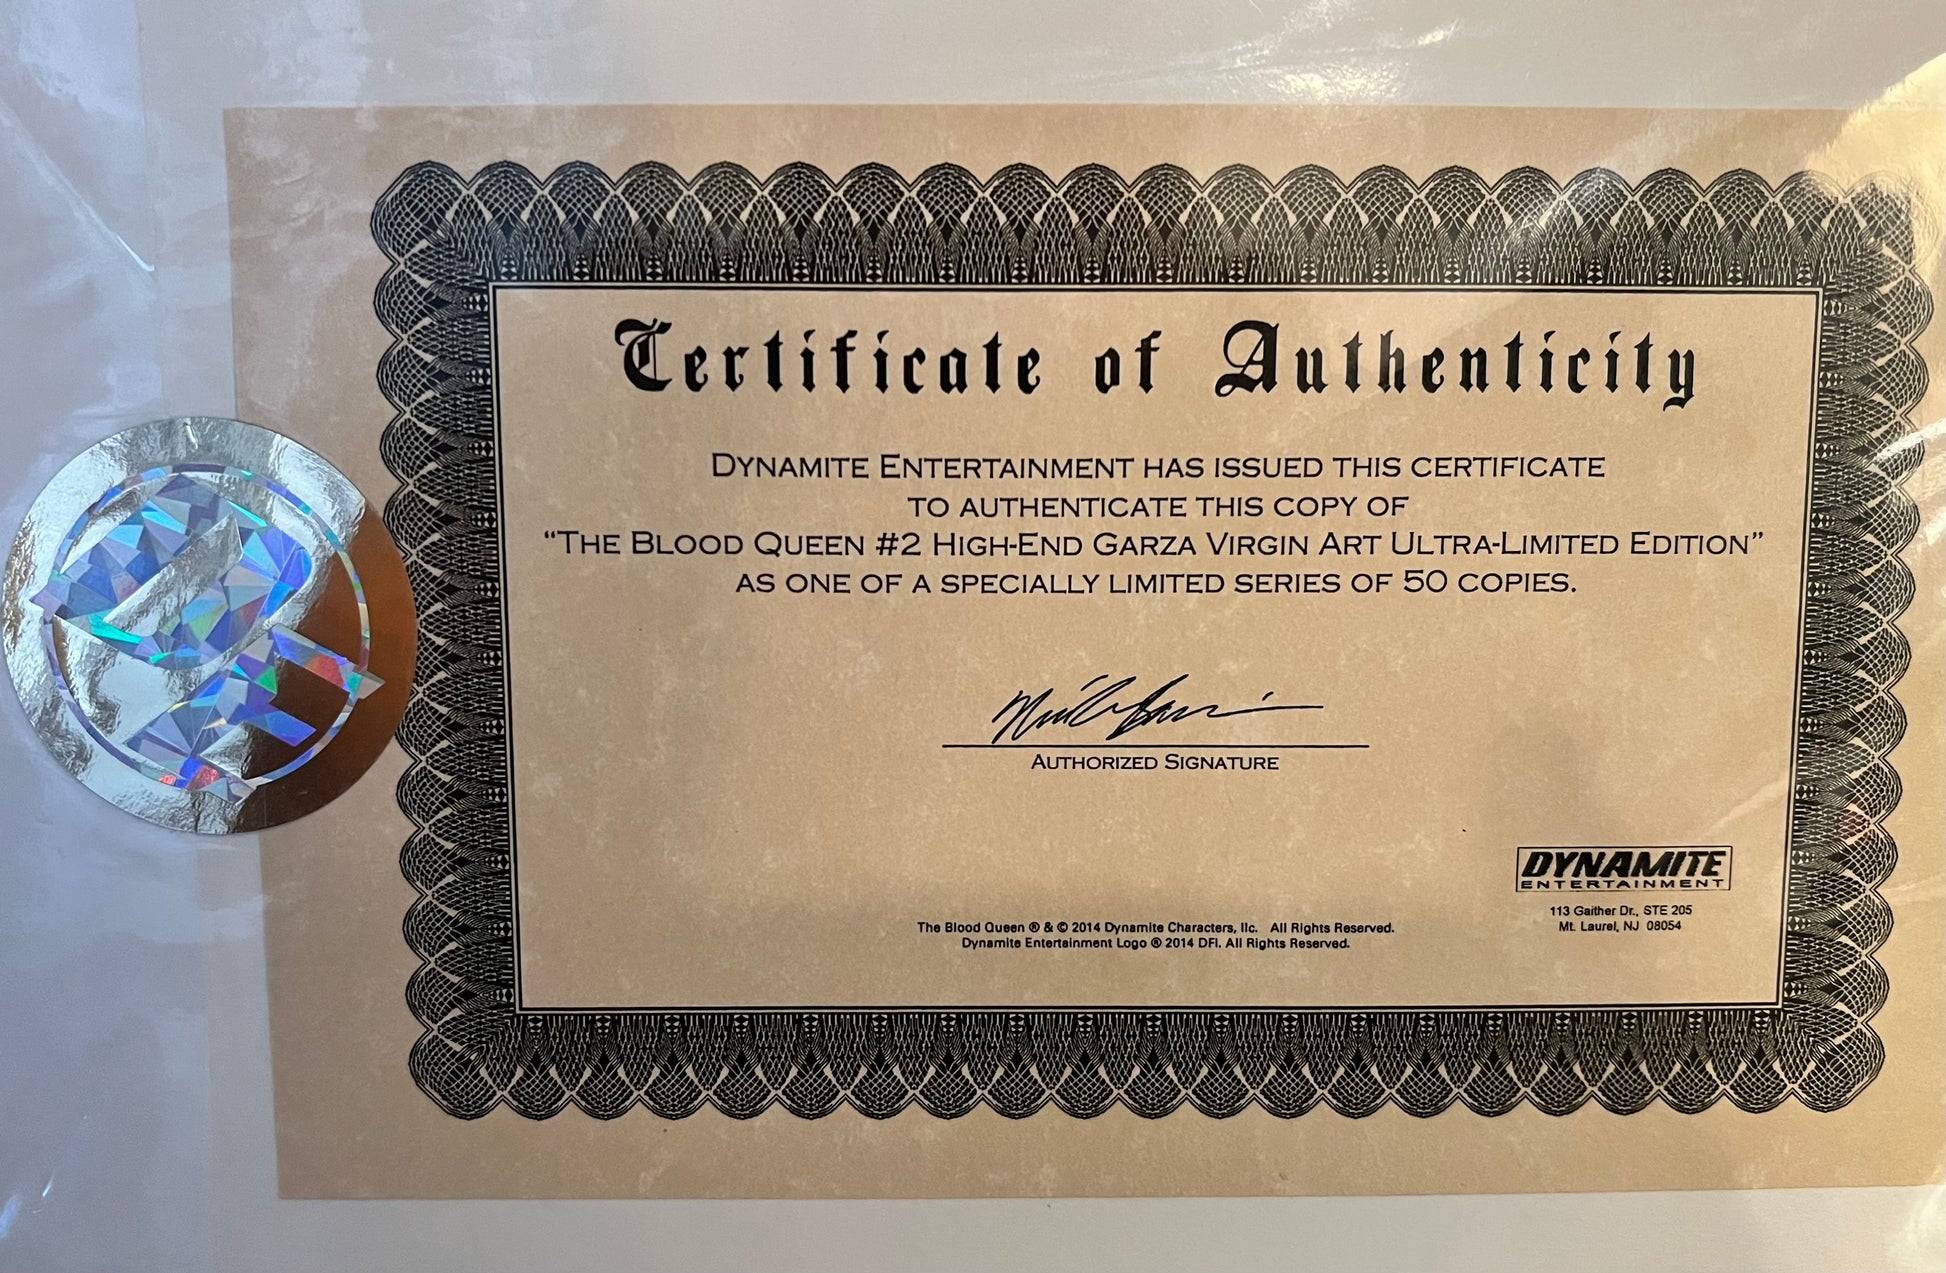 Certificate of Authenticity
DYNAMITE ENTERTAINMENT HAS ISSUED THIS CERTIFICATE
TO AUTHENTICATE THIS COPY OF
“THE BLOOD QUEEN #2 HIGH-END GARZA VIRGIN ART ULTRA-LIMITED EDITION”
AS ONE OF A SPECIALLY LIMITED SERIES OF 50 COPIES.
AUTHORIZED SIGNATURE
DYNAMITE
ENTERTAINMENT
113 Gaither Dr., STE 205
Mt. Laurel, NJ 08054
The Blood Queen ® & © 2014 Dynamite Characters, llc. All Rights Reserved.
Dynamite Entertainment Logo ® 2014 DFI. All Rights Reserved.